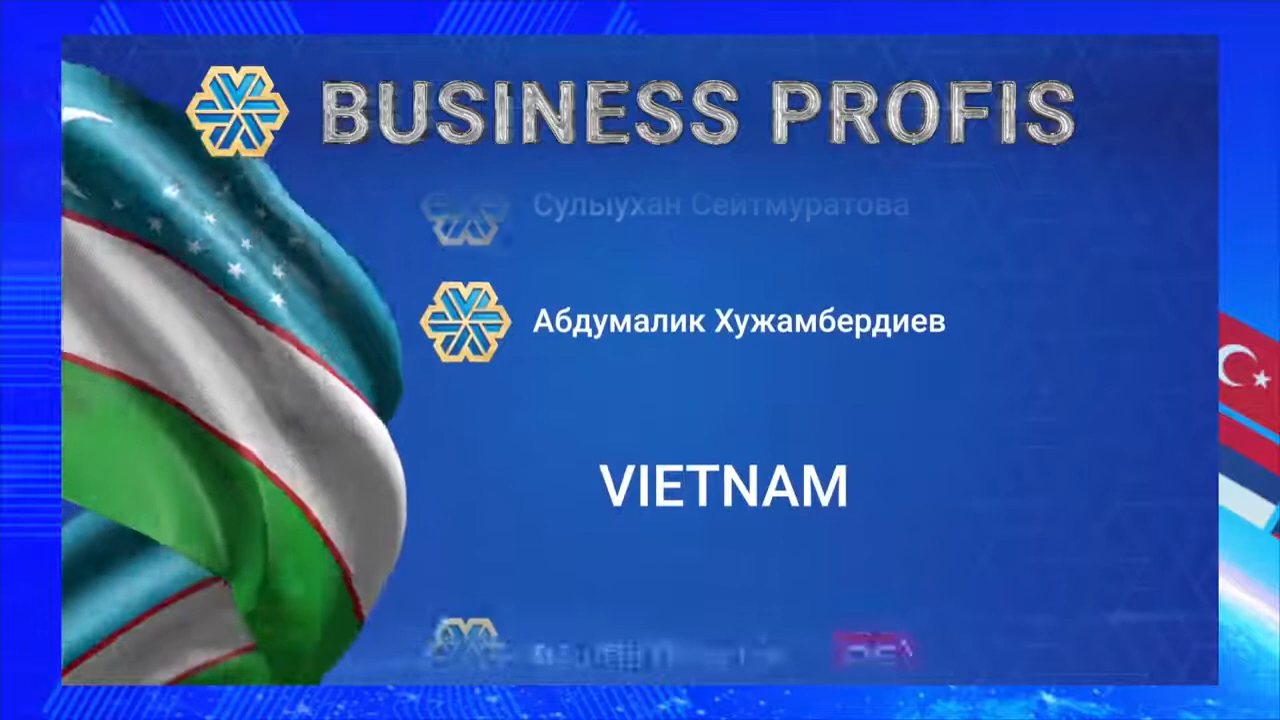 BUSINESS PROFIS
Сулыухан Сейтмуратова
Абдумалик Хужамбердиев
VIETNAM